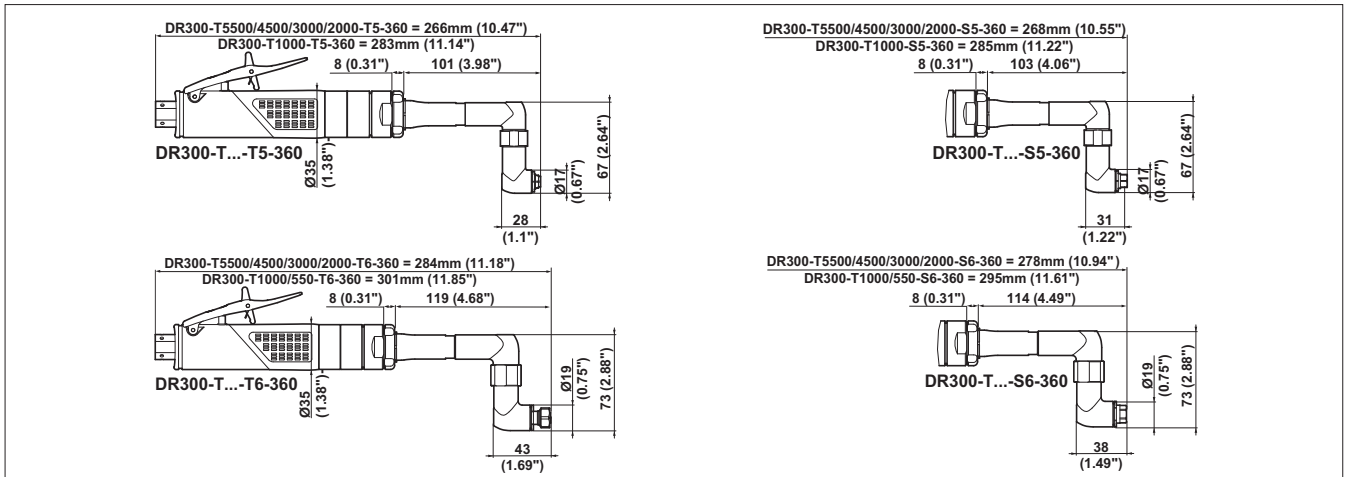 DR300-T5500/4500/3000/2000-T5-360 = 266mm (10.47")
DR300-T1000-T5-360 = 283mm (11.14")
8 (0.31")
101 (3.98")
DR300-T...-T5-360
Ø35
(1.38")
Ø17
(0.67")
67 (2.64")
28
(1.1")
DR300-T5500/4500/3000/2000-S5-360 = 268mm (10.55")
DR300-T1000-S5-360 = 285mm (11.22")
8 (0.31")
103 (4.06")
DR300-T...-S5-360
Ø17
(0.67")
67 (2.64")
31
(1.22")
DR300-T5500/4500/3000/2000-T6-360 = 284mm (11.18")
DR300-T1000/550-T6-360 = 301mm (11.85")
8 (0.31")
119 (4.68")
DR300-T...-T6-360
Ø35
(1.38")
Ø19
(0.75")
73 (2.88")
43
(1.69")
DR300-T5500/4500/3000/2000-S6-360 = 278mm (10.94")
DR300-T1000/550-S6-360 = 295mm (11.61")
8 (0.31")
114 (4.49")
DR300-T...-S6-360
Ø19
(0.75")
73 (2.88")
38
(1.49")